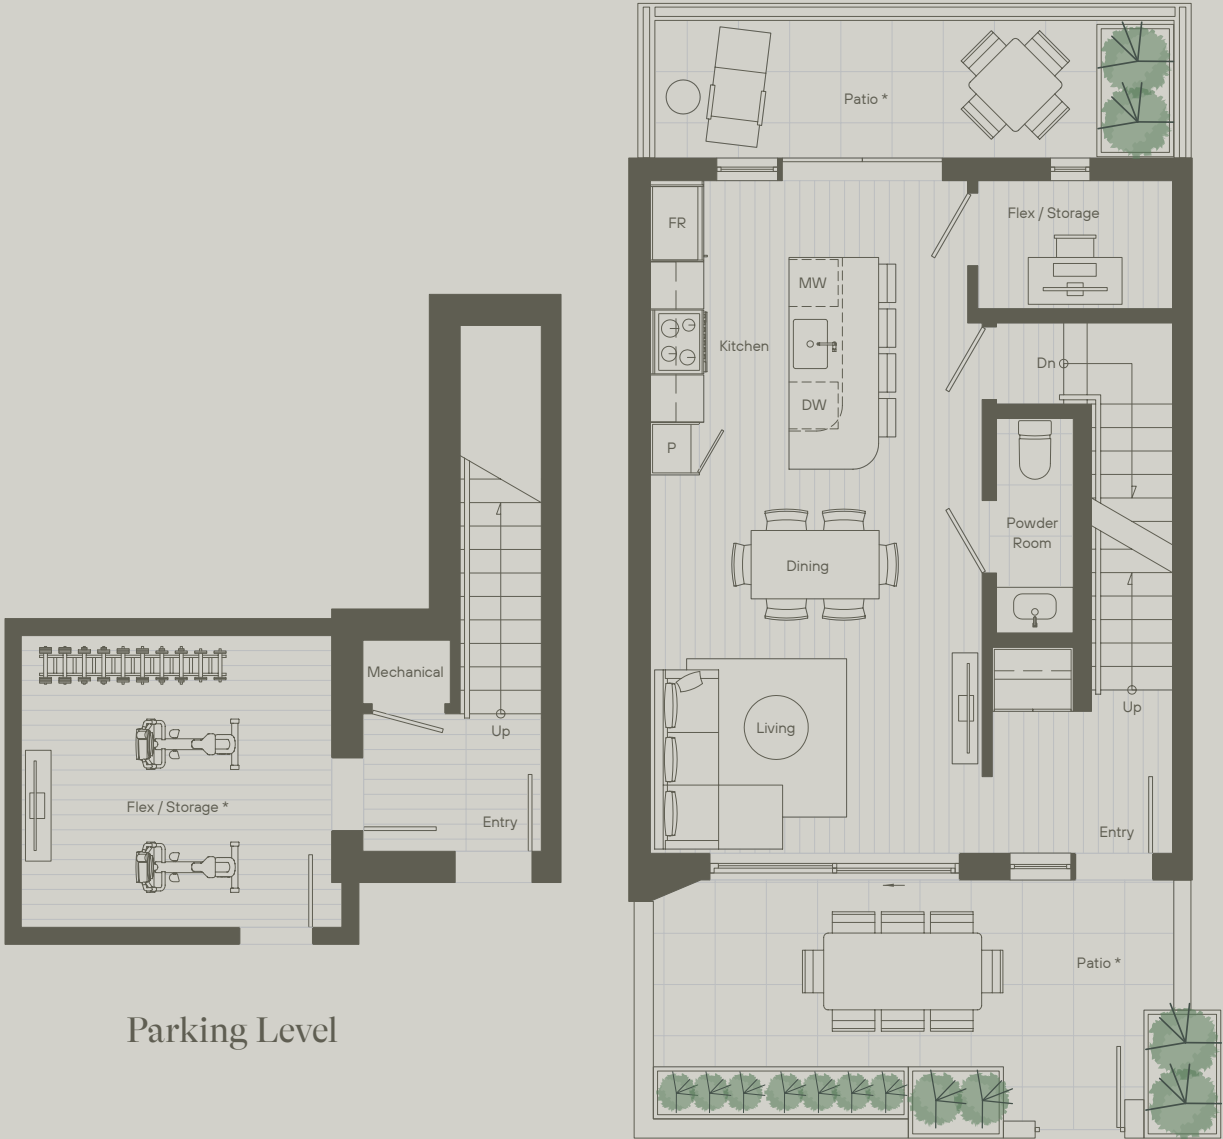 Patio *
Flex / Storage
FR
MW
Kitchen
Dn
DW
P
Powder
Room
Dining
Mechanical
Living
Up
Up
Flex / Storage *
Entry
Entry
Patio *
Parking Level